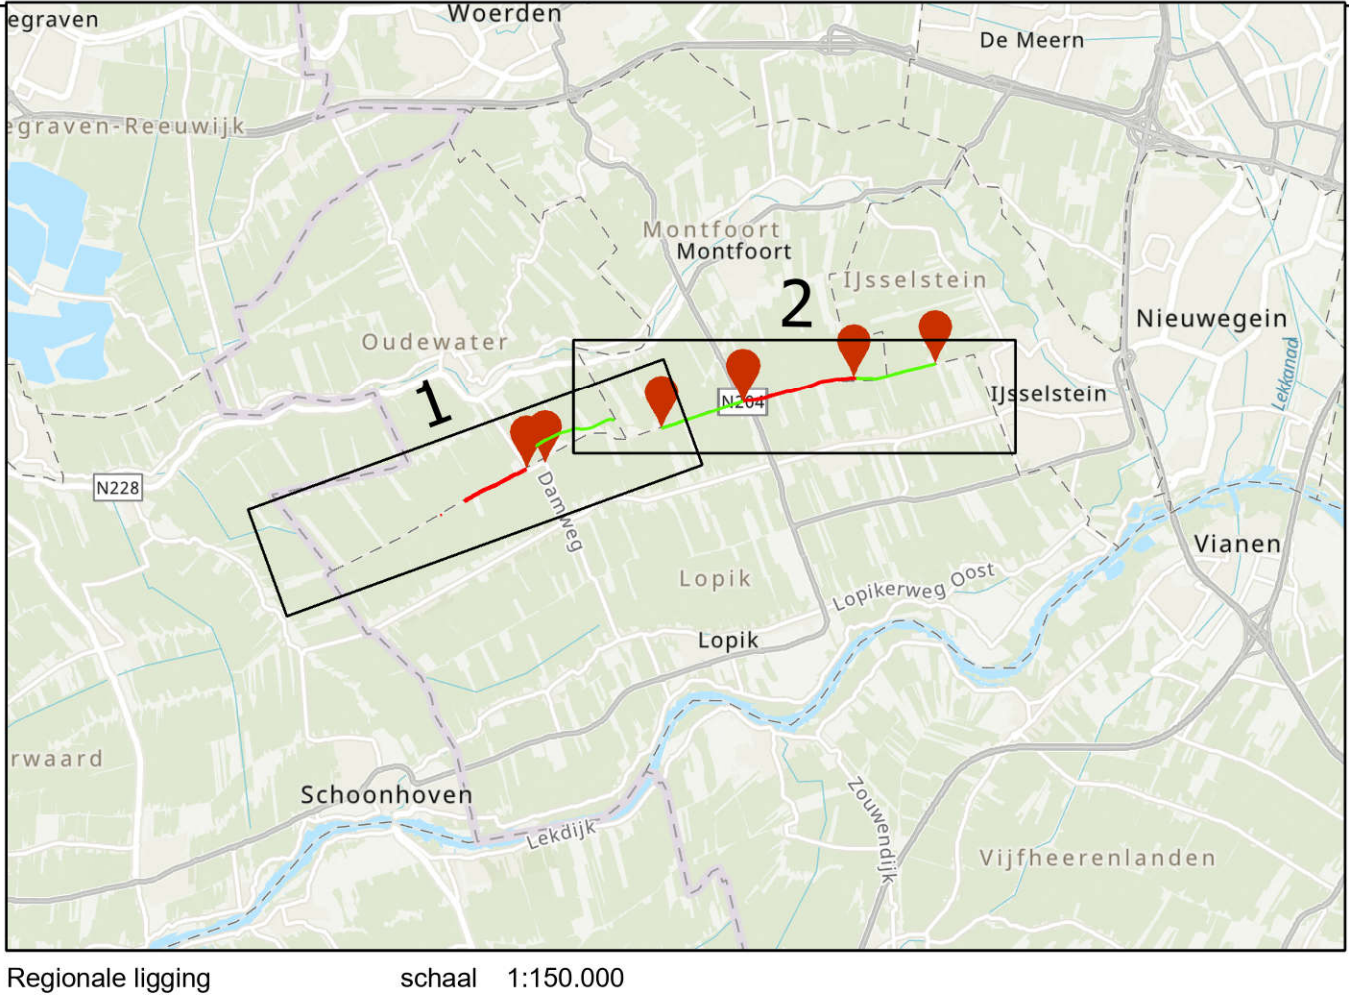 egraven
Woerden
De Meern
egraven-Reeuwijk
Montfoort
Montfoort
IJsselstein
2
Nieuwegein
Oudewater
Lekkanad
1
N204
IJsselstein
N228
Damweg
Vianen
Lopik
Lopikerweg Oost
Lopik
rwaard
Schoonhoven
Lekdijk
Zouwendijk
Vijfheerenlanden
Regionale ligging schaal 1:150.000